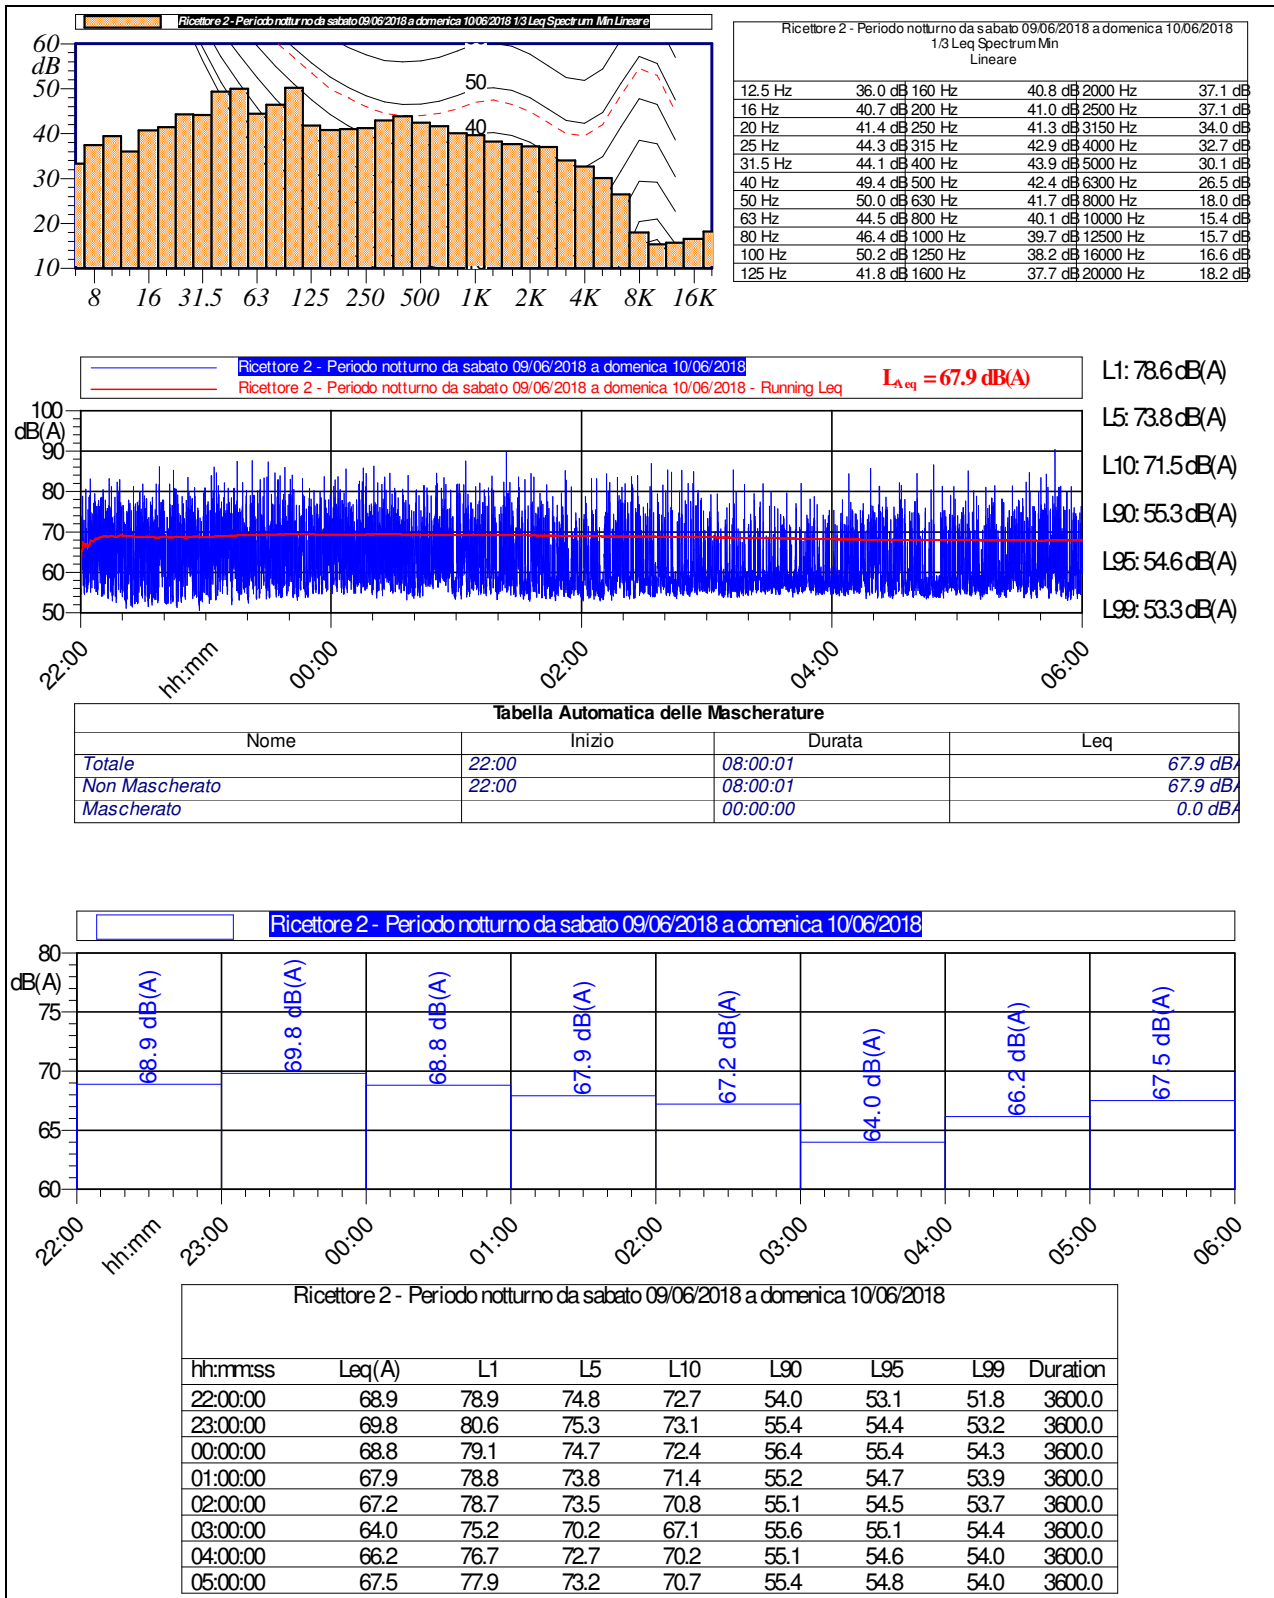 Ricettore 2 - Periodo notturno da sabato 09/06/2018 a domenica 10/06/2018 1/3 Leq Spectrum Min Lineare
60
dB
50
40
30
20
10
50
40
8 16 31.5 63 125 250 500 1K 2K 4K 8K 16K
Ricettore 2 - Periodo notturno da sabato 09/06/2018 a domenica 10/06/2018
1/3 Leq Spectrum Min
Lineare
12.5 Hz 36.0 dB 160 Hz 40.8 dB 2000 Hz 37.1 dB
16 Hz 40.7 dB 200 Hz 41.0 dB 2500 Hz 37.1 dB
20 Hz 41.4 dB 250 Hz 41.3 dB 3150 Hz 34.0 dB
25 Hz 44.3 dB 315 Hz 42.9 dB 4000 Hz 32.7 dB
31.5 Hz 44.1 dB 400 Hz 43.9 dB 5000 Hz 30.1 dB
40 Hz 49.4 dB 500 Hz 42.4 dB 6300 Hz 26.5 dB
50 Hz 50.0 dB 630 Hz 41.7 dB 8000 Hz 18.0 dB
63 Hz 44.5 dB 800 Hz 40.1 dB 10000 Hz 15.4 dB
80 Hz 46.4 dB 1000 Hz 39.7 dB 12500 Hz 15.7 dB
100 Hz 50.2 dB 1250 Hz 38.2 dB 16000 Hz 16.6 dB
125 Hz 41.8 dB 1600 Hz 37.7 dB 20000 Hz 18.2 dB
Ricettore 2 - Periodo notturno da sabato 09/06/2018 a domenica 10/06/2018
Ricettore 2 - Periodo notturno da sabato 09/06/2018 a domenica 10/06/2018 - Running Leq
LAeq = 67.9 dB(A)
100
dB(A)
90
80
70
60
50
22:00 hh:mm 00:00 02:00 04:00 06:00
L1: 78.6 dB(A)
L5: 73.8 dB(A)
L10: 71.5 dB(A)
L90: 55.3 dB(A)
L95: 54.6 dB(A)
L99: 53.3 dB(A)
Tabella Automatica delle Mascherature
Nome Inizio Durata Leq
Totale 22:00 08:00:01 67.9 dBA
Non Mascherato 22:00 08:00:01 67.9 dBA
Mascherato 00:00:00 0.0 dBA
Ricettore 2 - Periodo notturno da sabato 09/06/2018 a domenica 10/06/2018
80
dB(A)
75
70
65
60
68.9 dB(A)
69.8 dB(A)
68.8 dB(A)
67.9 dB(A)
67.2 dB(A)
64.0 dB(A)
66.2 dB(A)
67.5 dB(A)
22:00 hh:mm 23:00 00:00 01:00 02:00 03:00 04:00 05:00 06:00
Ricettore 2 - Periodo notturno da sabato 09/06/2018 a domenica 10/06/2018
hh:mm:ss Leq(A) L1 L5 L10 L90 L95 L99 Duration
22:00:00 68.9 78.9 74.8 72.7 54.0 53.1 51.8 3600.0
23:00:00 69.8 80.6 75.3 73.1 55.4 54.4 53.2 3600.0
00:00:00 68.8 79.1 74.7 72.4 56.4 55.4 54.3 3600.0
01:00:00 67.9 78.8 73.8 71.4 55.2 54.7 53.9 3600.0
02:00:00 67.2 78.7 73.5 70.8 55.1 54.5 53.7 3600.0
03:00:00 64.0 75.2 70.2 67.1 55.6 55.1 54.4 3600.0
04:00:00 66.2 76.7 72.7 70.2 55.1 54.6 54.0 3600.0
05:00:00 67.5 77.9 73.2 70.7 55.4 54.8 54.0 3600.0